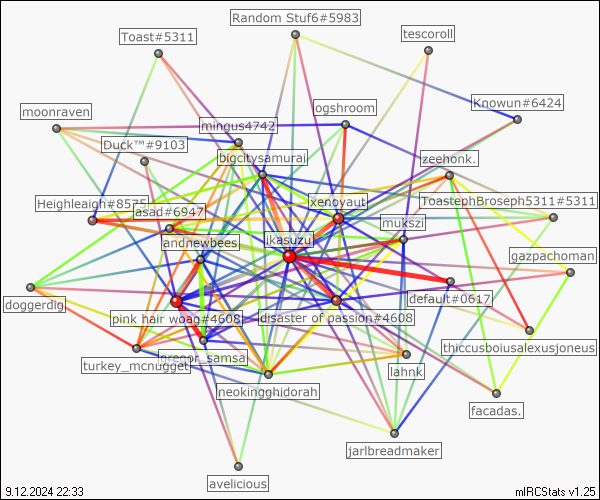 Random Stuf6#5983
tescoroll
Toast#5311
Knowun#6424
moonraven
ogshroom
mingus4742
Duck™#9103
bigcitysamurai
zeehonk.
Heighleaigh#8575
xenoyaut
ToastephBroseph5311#5311
asad#6947
mukszi
andnewbees
ikasuzu
gazpachoman
doggerdig
default#0617
pink hair woag#4608
disaster of passion#4608
thiccusboiusalexusjoneus
gregor_samsa
turkey_mcnugget
lahnk
neokingghidorah
facadas.
jarlbreadmaker
avelicious
9.12.2024 22:33
mIRCStats v1.25